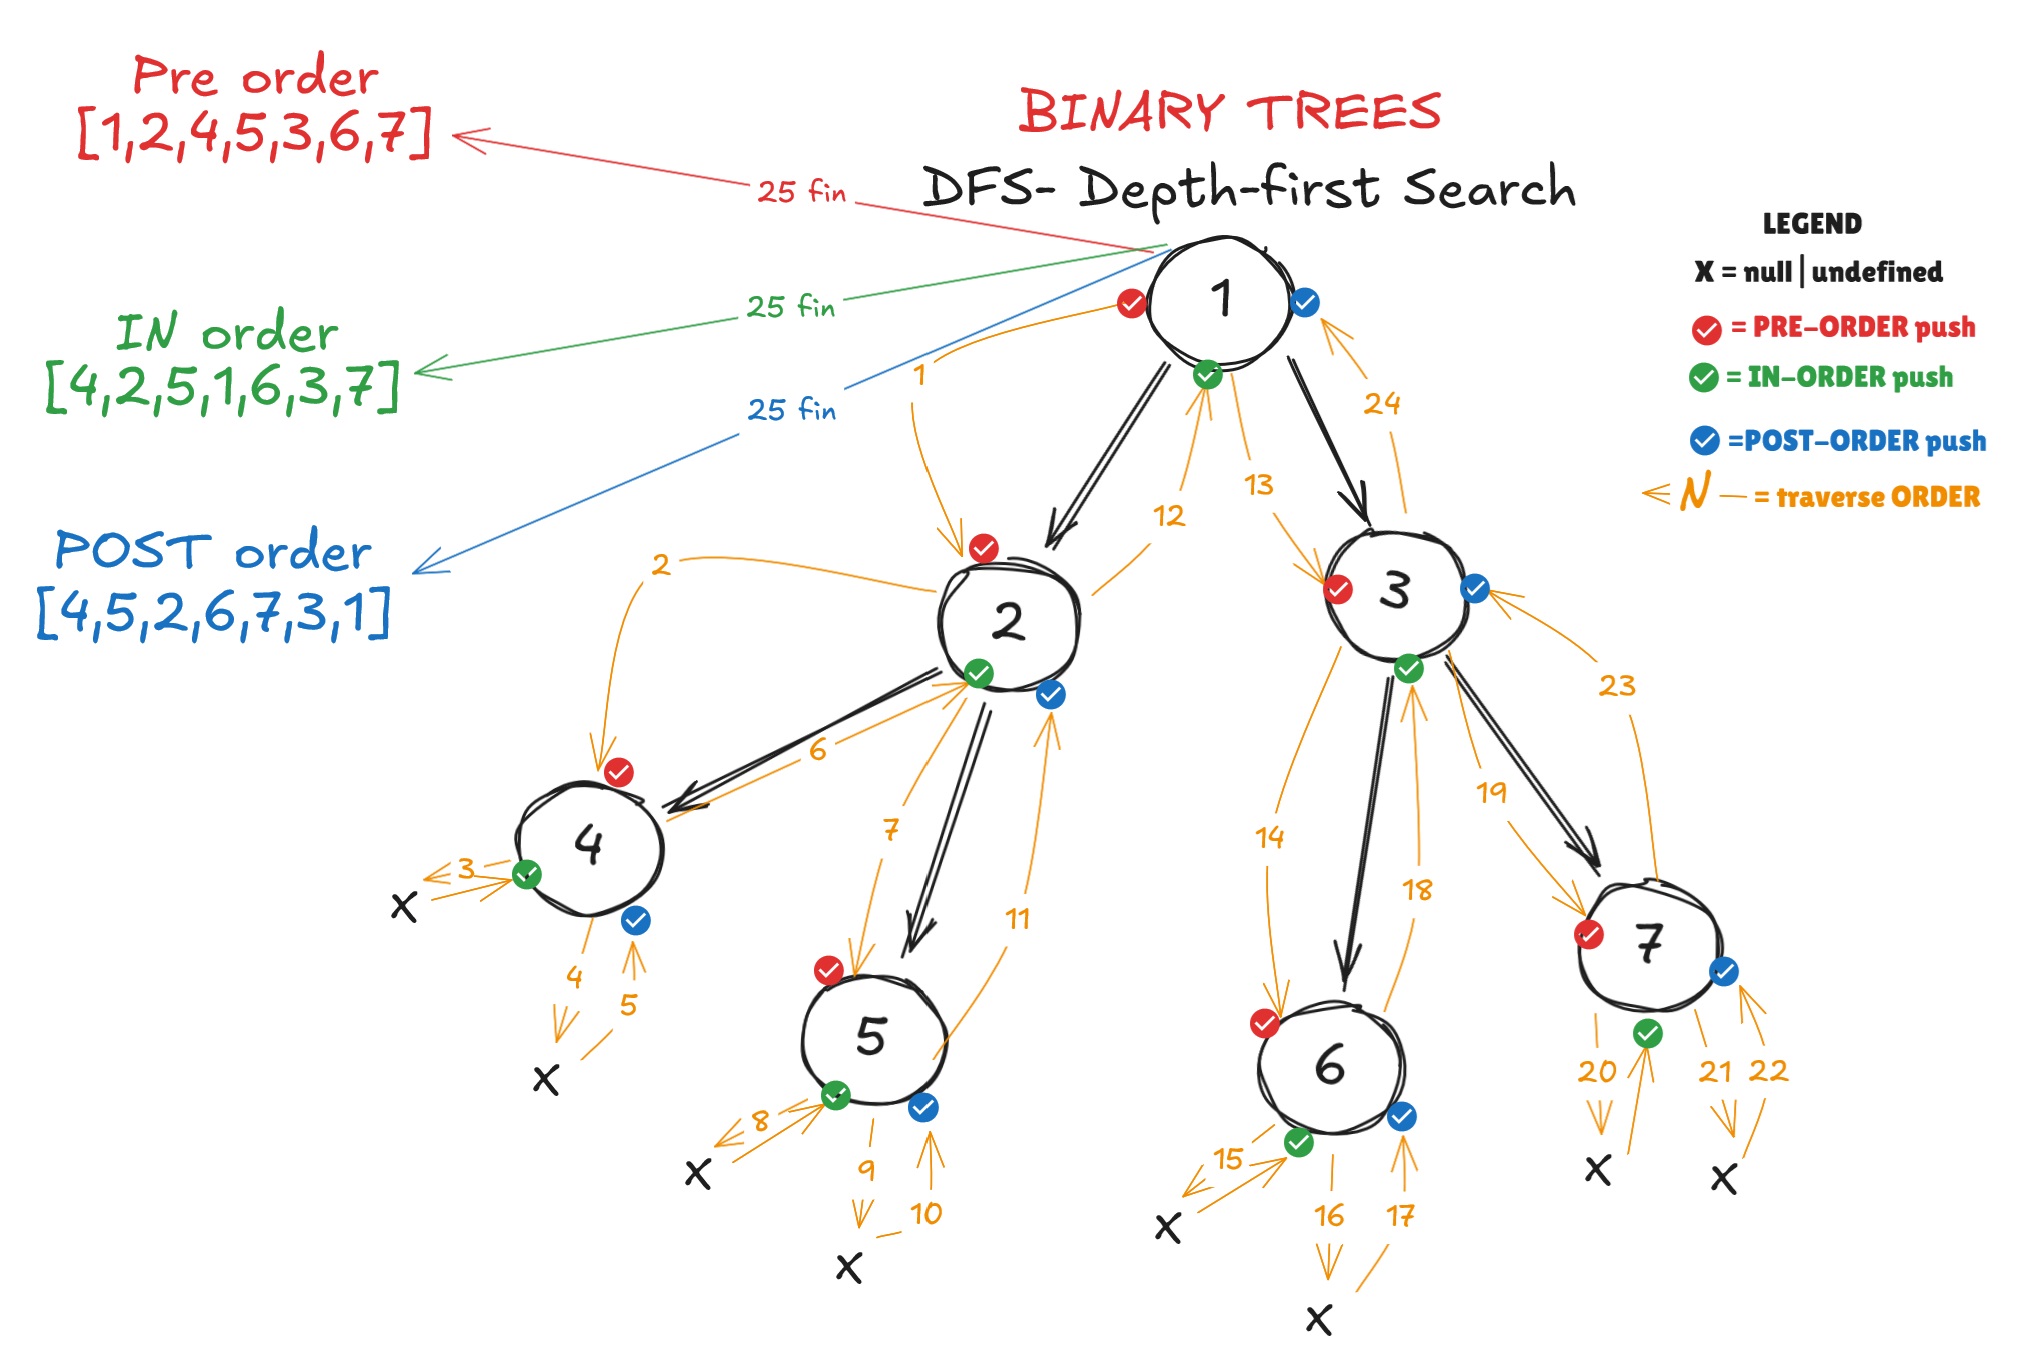 Pre order
[1,2,4,5,3,6,7]
BINARY TREES
DFS- Depth-first Search
25 fin
LEGEND
X = null | undefined
= PRE-ORDER push
= IN-ORDER push
=POST-ORDER push
N = traverse ORDER
IN order
[4,2,5,1,6,3,7]
25 fin
25 fin
POST order
[4,5,2,6,7,3,1]
1
1
24
13
12
2
2
3
23
6
19
7
14
4
3
x
18
11
7
4
5
x
5
6
20
21
22
8
x
9
10
x
15
x
16
17
x
x
x